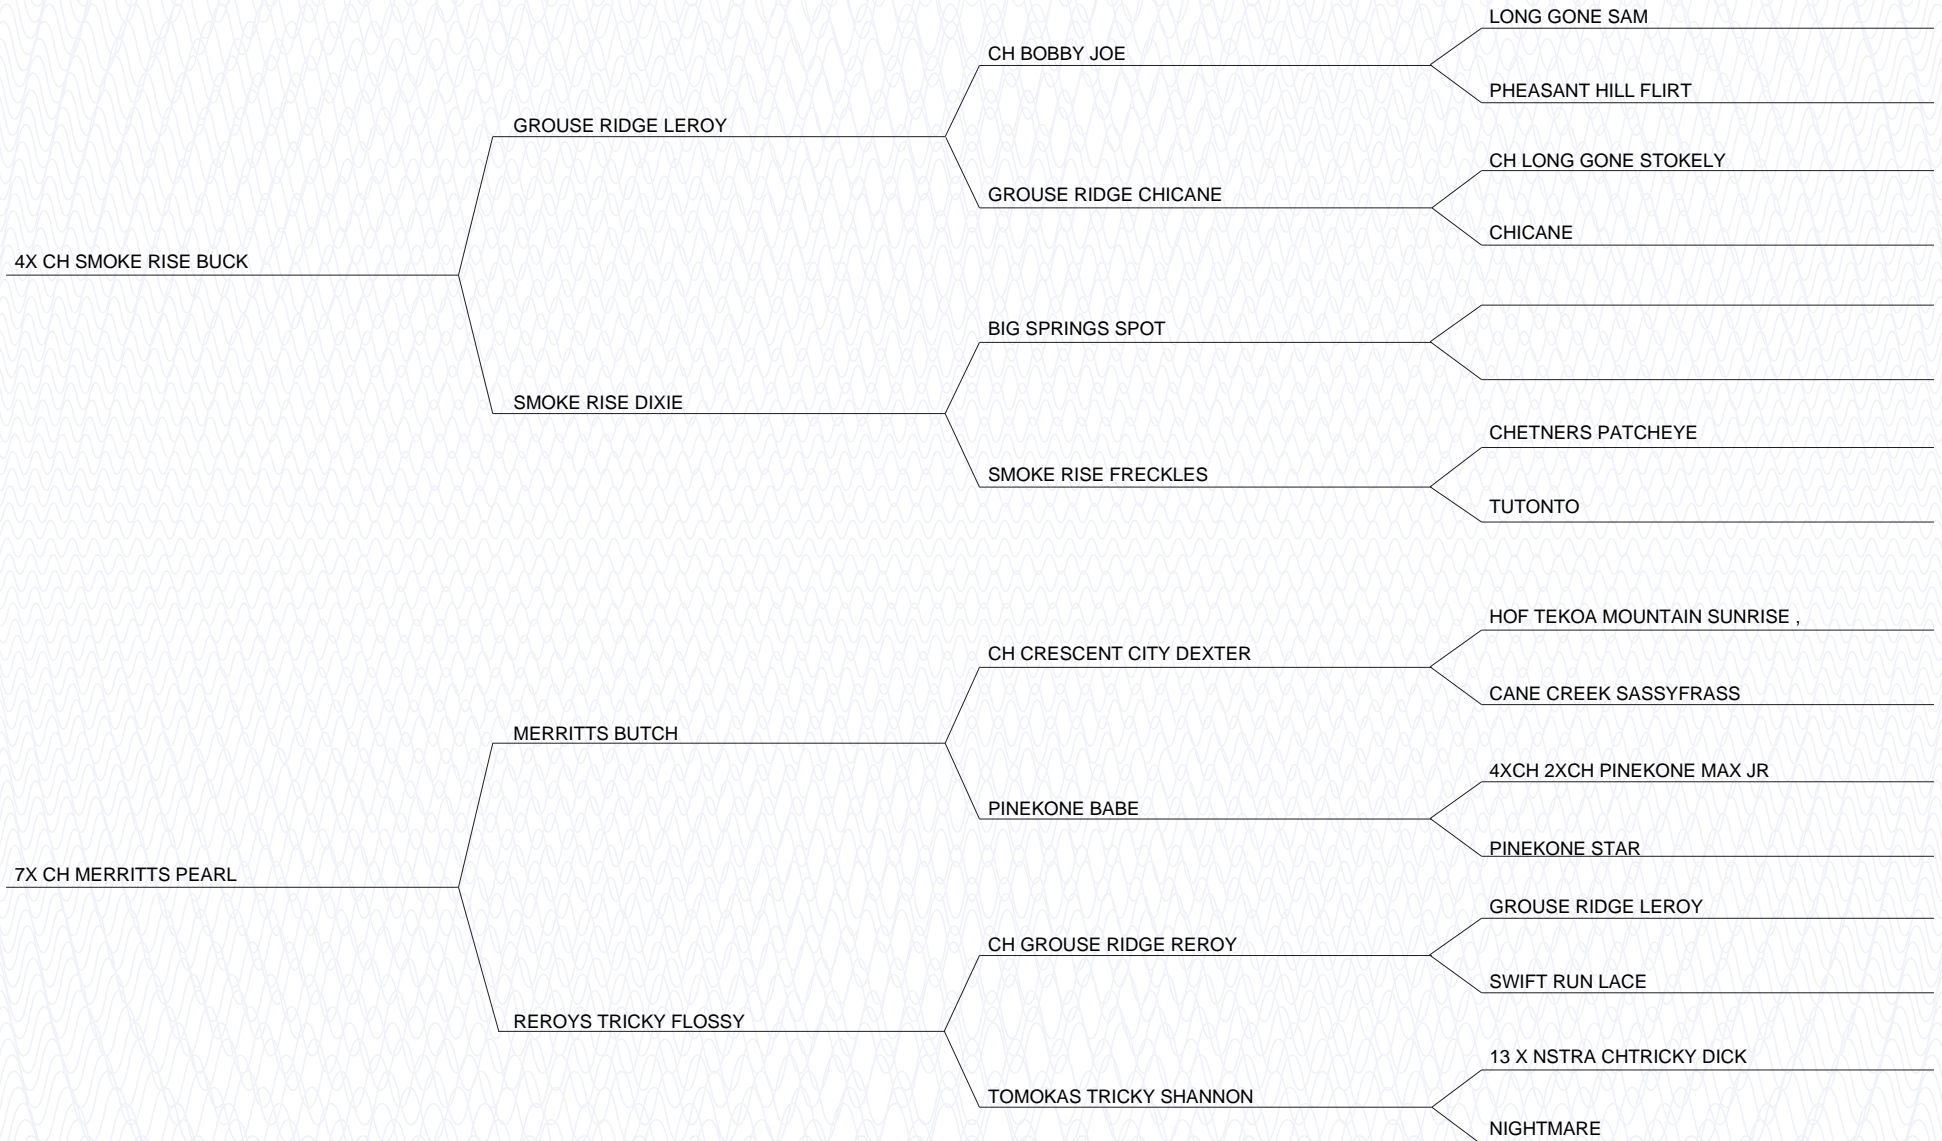 LONG GONE SAM
CH BOBBY JOE
PHEASANT HILL FLIRT
GROUSE RIDGE LEROY
CH LONG GONE STOKELY
GROUSE RIDGE CHICANE
CHICANE
4X CH SMOKE RISE BUCK
BIG SPRINGS SPOT
SMOKE RISE DIXIE
CHETNERS PATCHEYE
SMOKE RISE FRECKLES
TUTONTO
HOF TEKOA MOUNTAIN SUNRISE ,
CH CRESCENT CITY DEXTER
CANE CREEK SASSYFRASS
MERRITTS BUTCH
4XCH 2XCH PINEKONE MAX JR
PINEKONE BABE
PINEKONE STAR
7X CH MERRITTS PEARL
GROUSE RIDGE LEROY
CH GROUSE RIDGE REROY
SWIFT RUN LACE
REROYS TRICKY FLOSSY
13 X NSTRA CHTRICKY DICK
TOMOKAS TRICKY SHANNON
NIGHTMARE